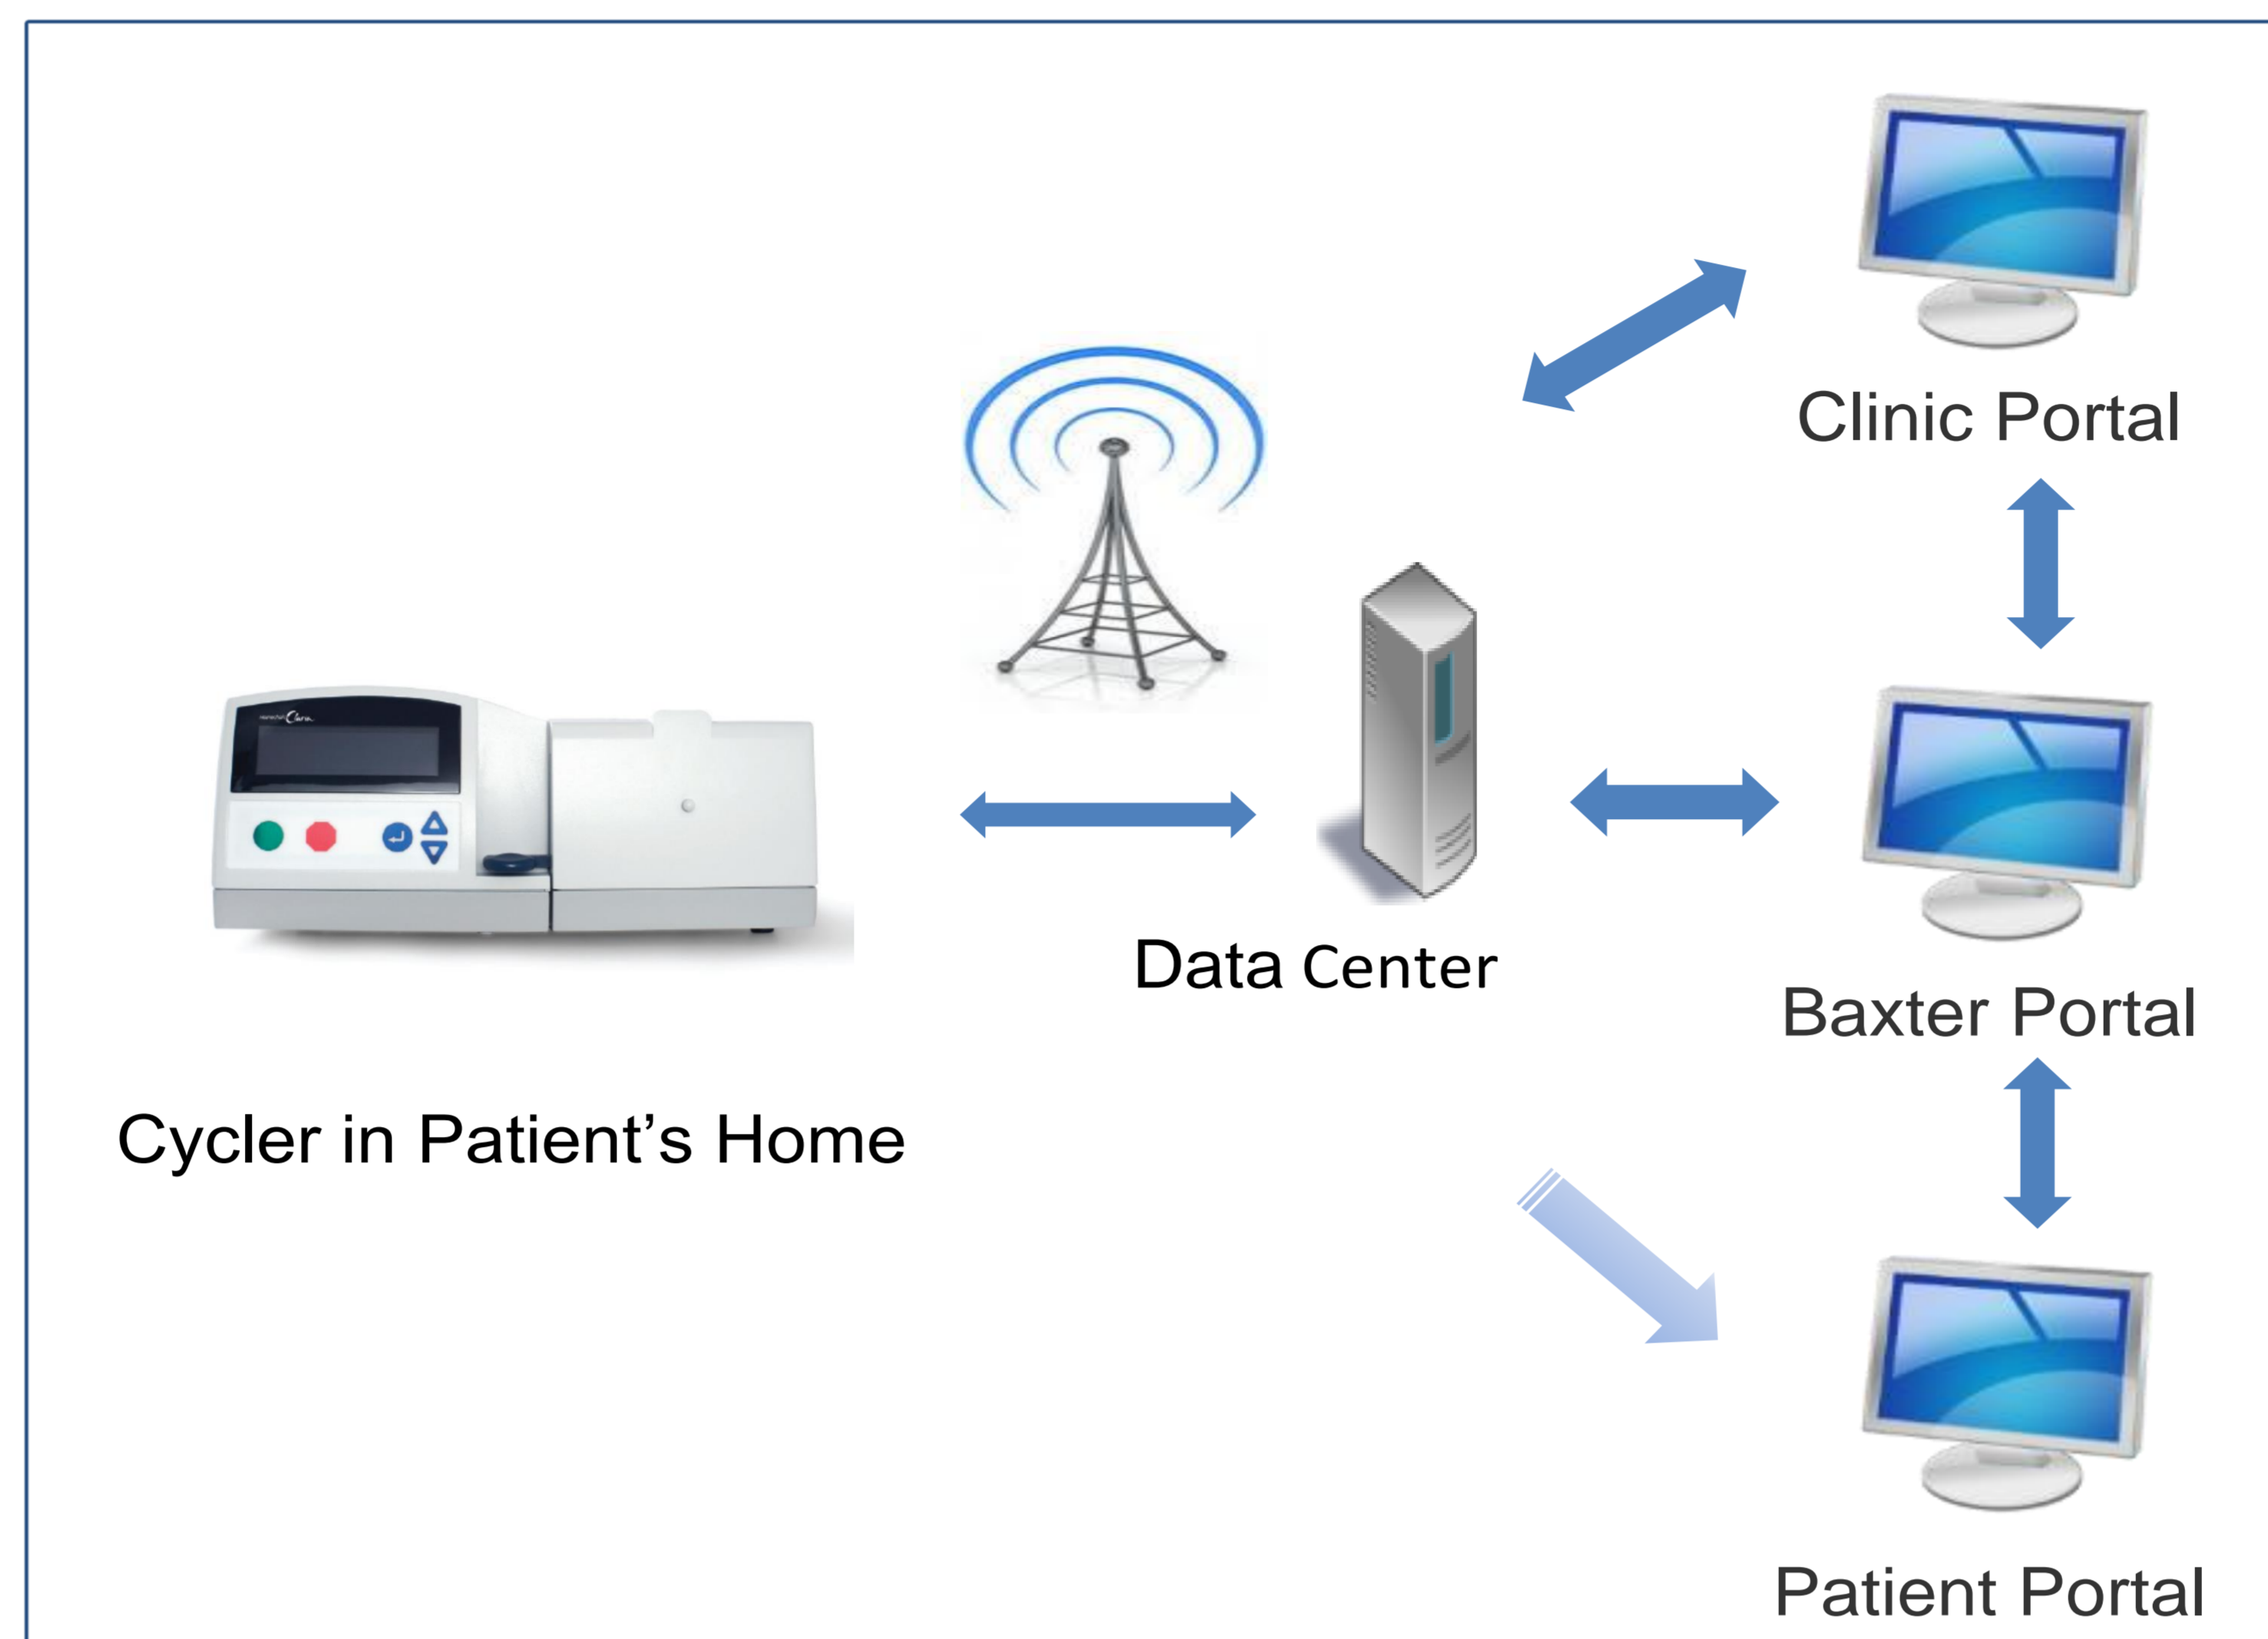 Clinic Portal
Data Center
Baxter Portal
Cycler in Patient’s Home
Patient Portal